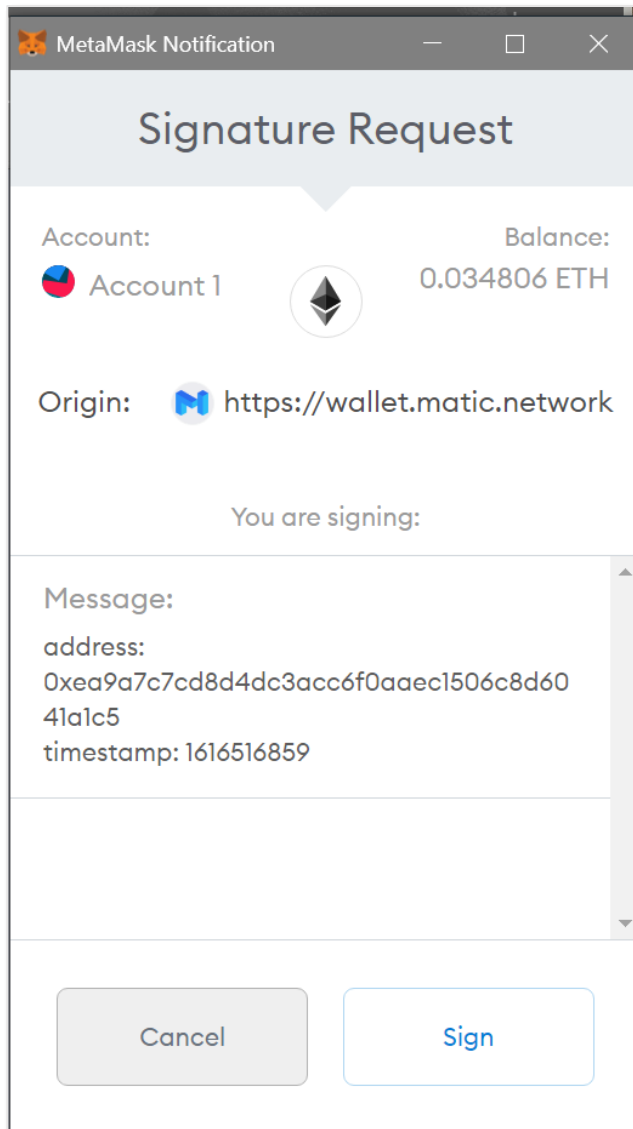 MetaMask Notification
Signature Request
Account:
Balance:
Account 1
0.034806 ETH
Origin:
https://wallet.matic.network
You are signing:
Message:
address:
0xea9a7c7cd8d4dc3acc6f0aaec1506c8d60
41a1c5
timestamp: 1616516859
Cancel
Sign